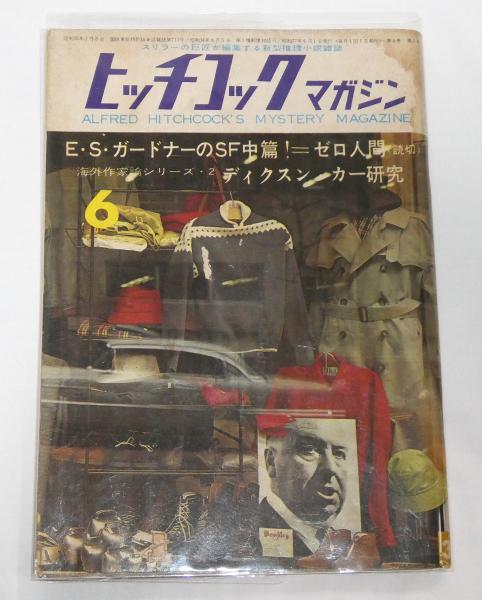 スリラーの巨匠が編集する新型推理小説雑誌
ヒッチコックマガジン
ALFRED HITCHCOCK'S MYSTERY MAGAZINE
E・S・ガードナーのSF中篇!=ゼロ人間(読切)
海外作家論シリーズ・2 ディクスン・カー研究
6